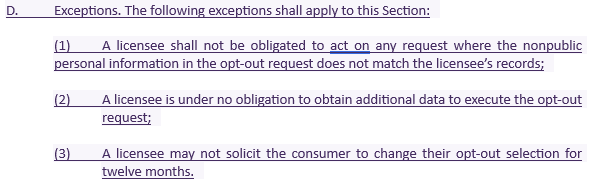 D. Exceptions. The following exceptions shall apply to this Section:
(1) A licensee shall not be obligated to act on any request where the nonpublic
personal information in the opt-out request does not match the licensee's records;
(2) A licensee is under no obligation to obtain additional data to execute the opt-out
request;
(3) A licensee may not solicit the consumer to change their opt-out selection for
twelve months.